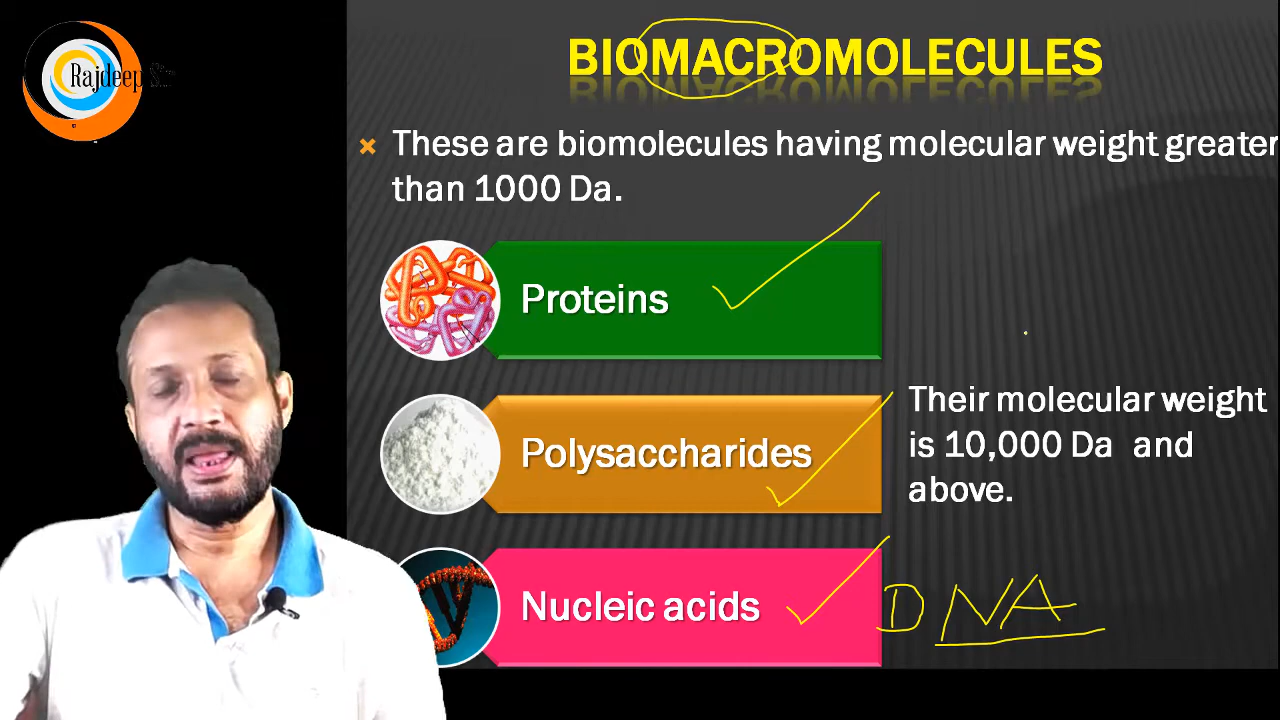 Rajdeep
BIOMACROMOLECULES
These are biomolecules having molecular weight greater
than 1000 Da.
Proteins
Polysaccharides
Their molecular weight
is 10,000 Da and
above.
Nucleic acids
DNA